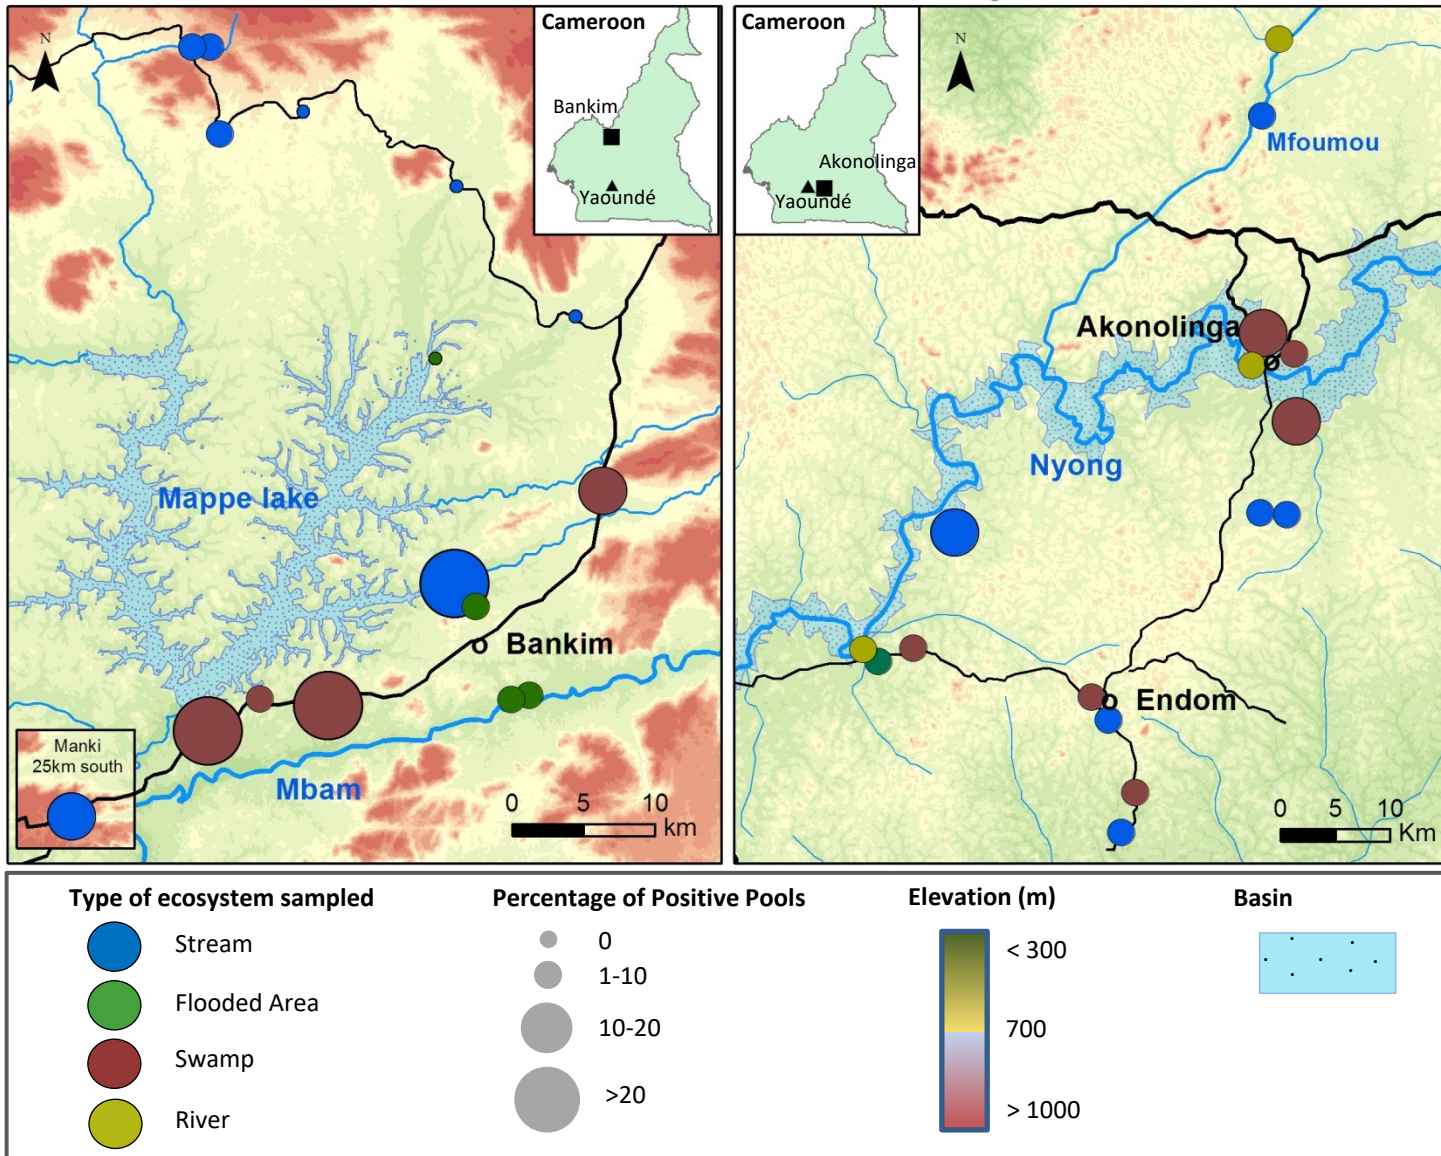 N
Cameroon
Bankim
Yaoundé
Mappe lake
Bankim
Manki
25km south
Mbam
0 5 10
km
Cameroon
Akonolinga
Yaoundé
N
Mfoumou
Akonolinga
Nyong
Endom
0 5 10
Km
Type of ecosystem sampled
Stream
Flooded Area
Swamp
River
Percentage of Positive Pools
0
1-10
10-20
>20
Elevation (m)
< 300
700
> 1000
Basin